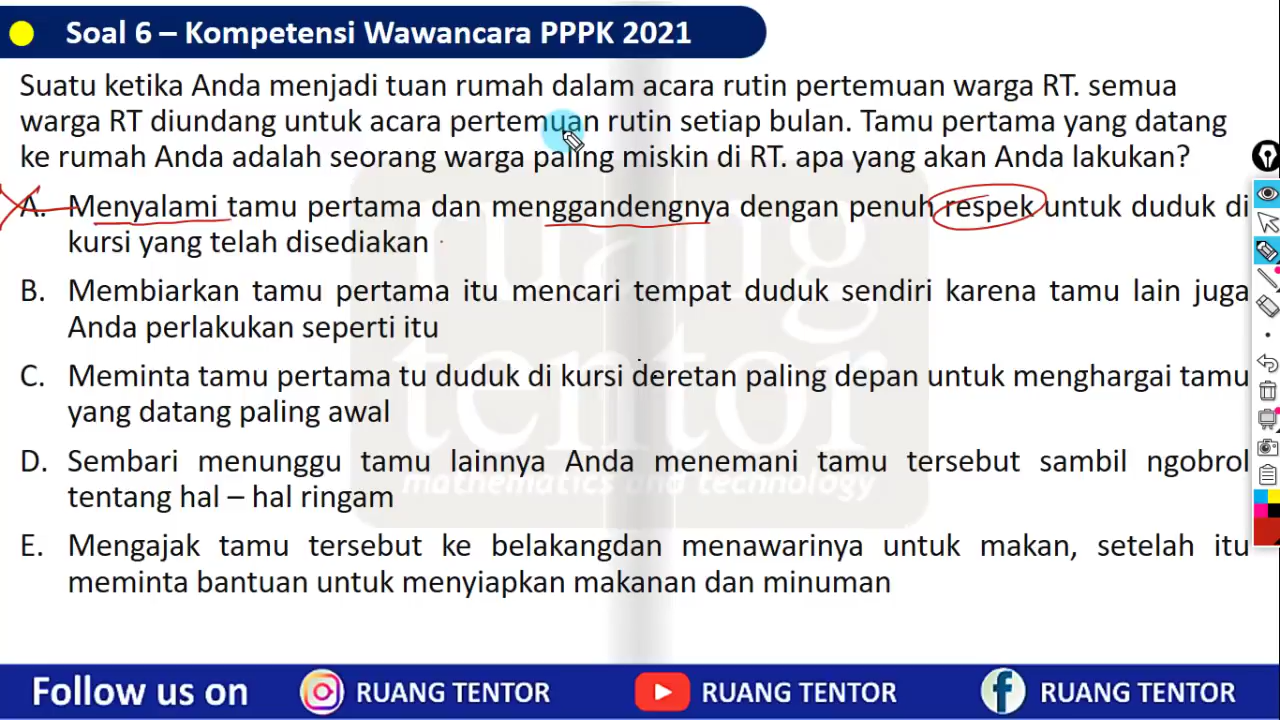 Soal 6 – Kompetensi Wawancara PPPK 2021
Suatu ketika Anda menjadi tuan rumah dalam acara rutin pertemuan warga RT. semua
warga RT diundang untuk acara pertemuan rutin setiap bulan. Tamu pertama yang datang
ke rumah Anda adalah seorang warga paling miskin di RT. apa yang akan Anda lakukan?
A. Menyalami tamu pertama dan menggandengnya dengan penuh respek untuk duduk di
kursi yang telah disediakan
B. Membiarkan tamu pertama itu mencari tempat duduk sendiri karena tamu lain juga
Anda perlakukan seperti itu
C. Meminta tamu pertama tu duduk di kursi deretan paling depan untuk menghargai tamu
yang datang paling awal
D. Sembari menunggu tamu lainnya Anda menemani tamu tersebut sambil ngobrol
tentang hal – hal ringam
E. Mengajak tamu tersebut ke belakangdan menawarinya untuk makan, setelah itu
meminta bantuan untuk menyiapkan makanan dan minuman
ruang
tentor
mathematics and technology
Follow us on RUANG TENTOR RUANG TENTOR RUANG TENTOR